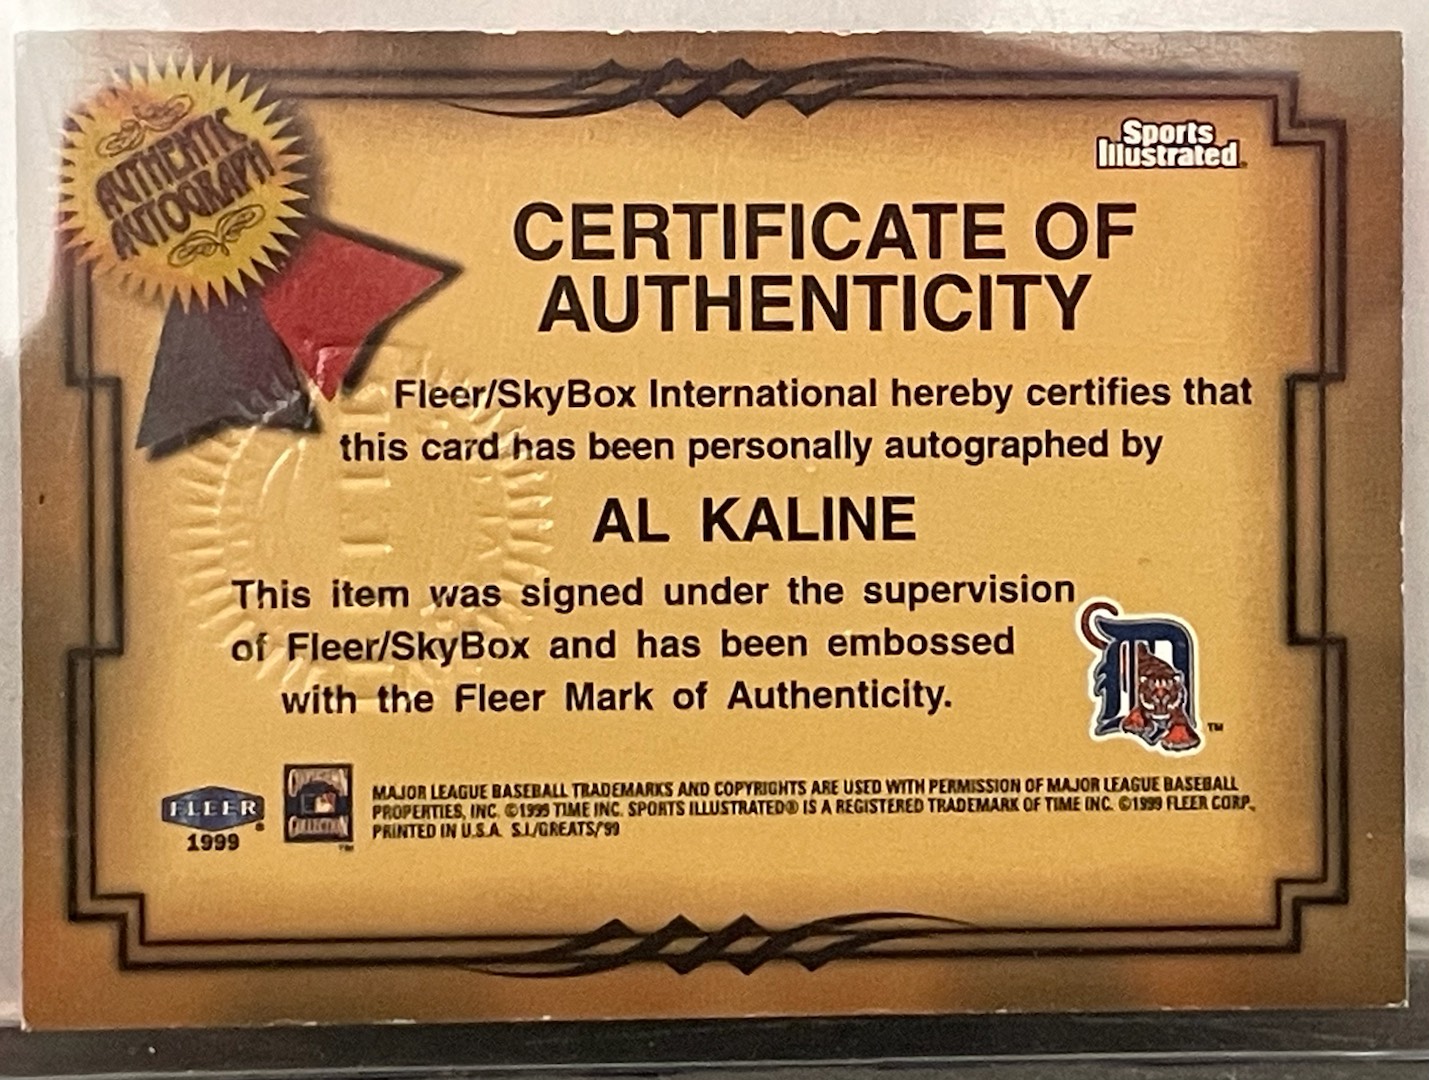 AUTHENTIC
AUTOGRAPH
Sports
Illustrated
CERTIFICATE OF
AUTHENTICITY
Fleer/SkyBox International hereby certifies that
this card has been personally autographed by
AL KALINE
This item was signed under the supervision
of Fleer/SkyBox and has been embossed
with the Fleer Mark of Authenticity.
D
TM
FLEER
1999
COOPERSTOWN
COLLECTION
TM
MAJOR LEAGUE BASEBALL TRADEMARKS AND COPYRIGHTS ARE USED WITH PERMISSION OF MAJOR LEAGUE BASEBALL
PROPERTIES, INC. ©1999 TIME INC. SPORTS ILLUSTRATED® IS A REGISTERED TRADEMARK OF TIME INC. ©1999 FLEER CORP.,
PRINTED IN U.S.A. S.I./GREATS/'99